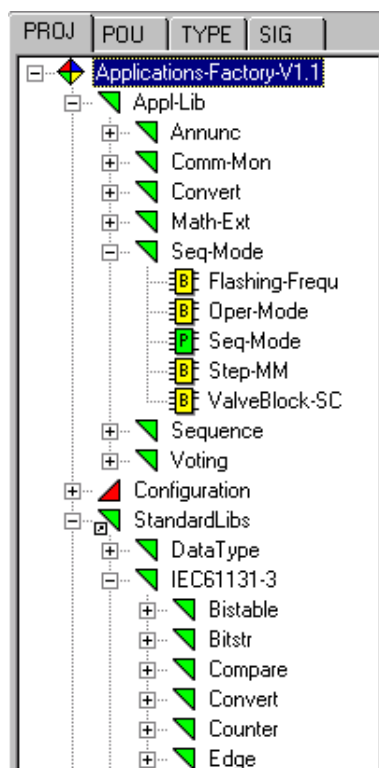 PROJ POU TYPE SIG
Applications-Factory-V1.1
Appl-Lib
Annunc
Comm-Mon
Convert
Math-Ext
Seq-Mode
B Flashing-Frequ
B Oper-Mode
P Seq-Mode
B Step-MM
B ValveBlock-SC
Sequence
Voting
Configuration
StandardLibs
DataType
IEC61131-3
Bistable
Bitstr
Compare
Convert
Counter
Edge